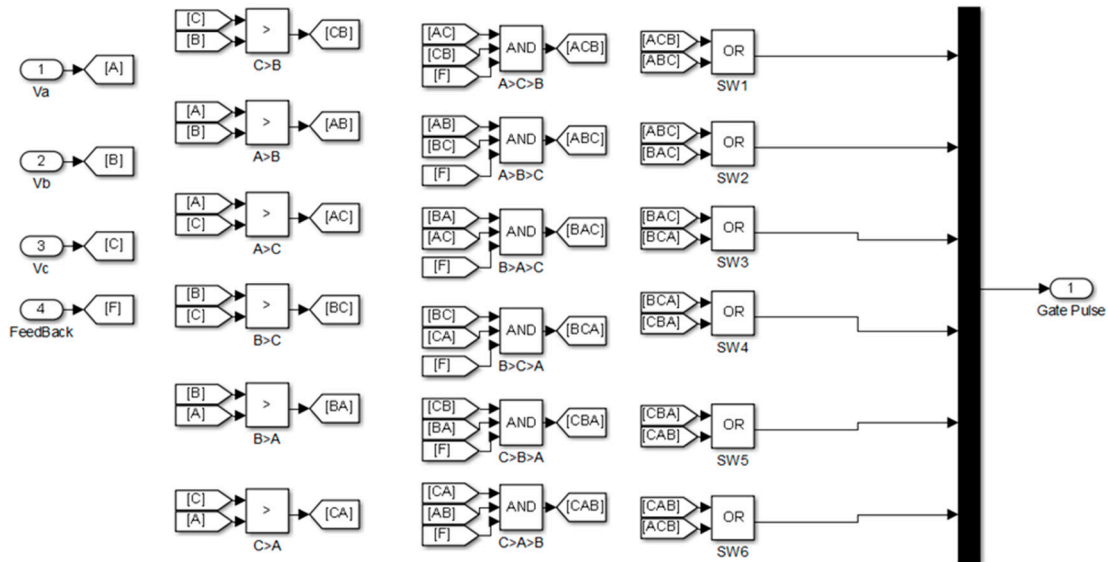 1
Va
[A]
2
Vb
[B]
3
Vc
[C]
4
FeedBack
[F]
[C]
[B]
>
C>B
[CB]
[A]
[B]
>
A>B
[AB]
[A]
[C]
>
A>C
[AC]
[B]
[C]
>
B>C
[BC]
[B]
[A]
>
B>A
[BA]
[C]
[A]
>
C>A
[CA]
[AC]
[CB]
[F]
AND
A>C>B
[ACB]
[AB]
[BC]
[F]
AND
A>B>C
[ABC]
[BA]
[AC]
[F]
AND
B>A>C
[BAC]
[BC]
[CA]
[F]
AND
B>C>A
[BCA]
[CB]
[BA]
[F]
AND
C>B>A
[CBA]
[CA]
[AB]
[F]
AND
C>A>B
[CAB]
[ACB]
[ABC]
OR
SW1
[ABC]
[BAC]
OR
SW2
[BAC]
[BCA]
OR
SW3
[BCA]
[CBA]
OR
SW4
[CBA]
[CAB]
OR
SW5
[CAB]
[ACB]
OR
SW6
1
Gate Pulse